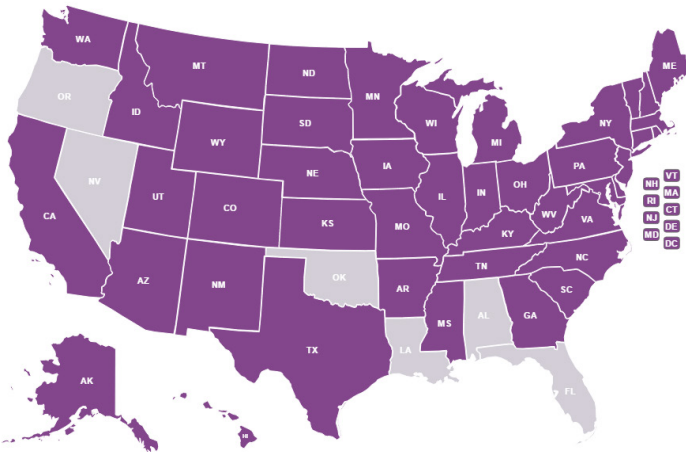 WA
MT
ND
MN
ME
OR
ID
SD
WI
MI
NY
WY
IA
PA
NE
NV
UT
CO
IL
IN
OH
VT
NH
MA
RI
CT
NJ
DE
MD
DC
CA
KS
MO
WV
VA
KY
AZ
NM
OK
AR
TN
NC
SC
TX
LA
MS
AL
GA
FL
AK
HI